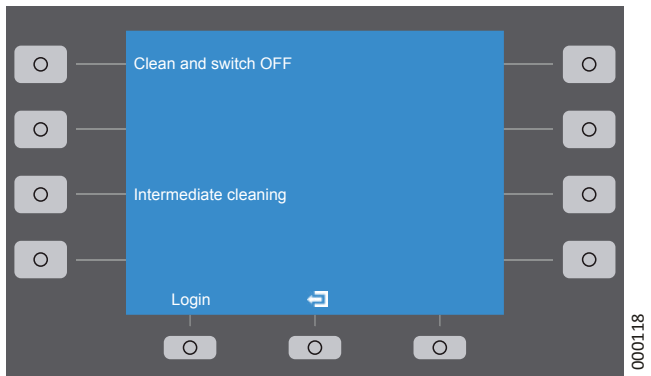 Clean and switch OFF
Intermediate cleaning
Login
000118